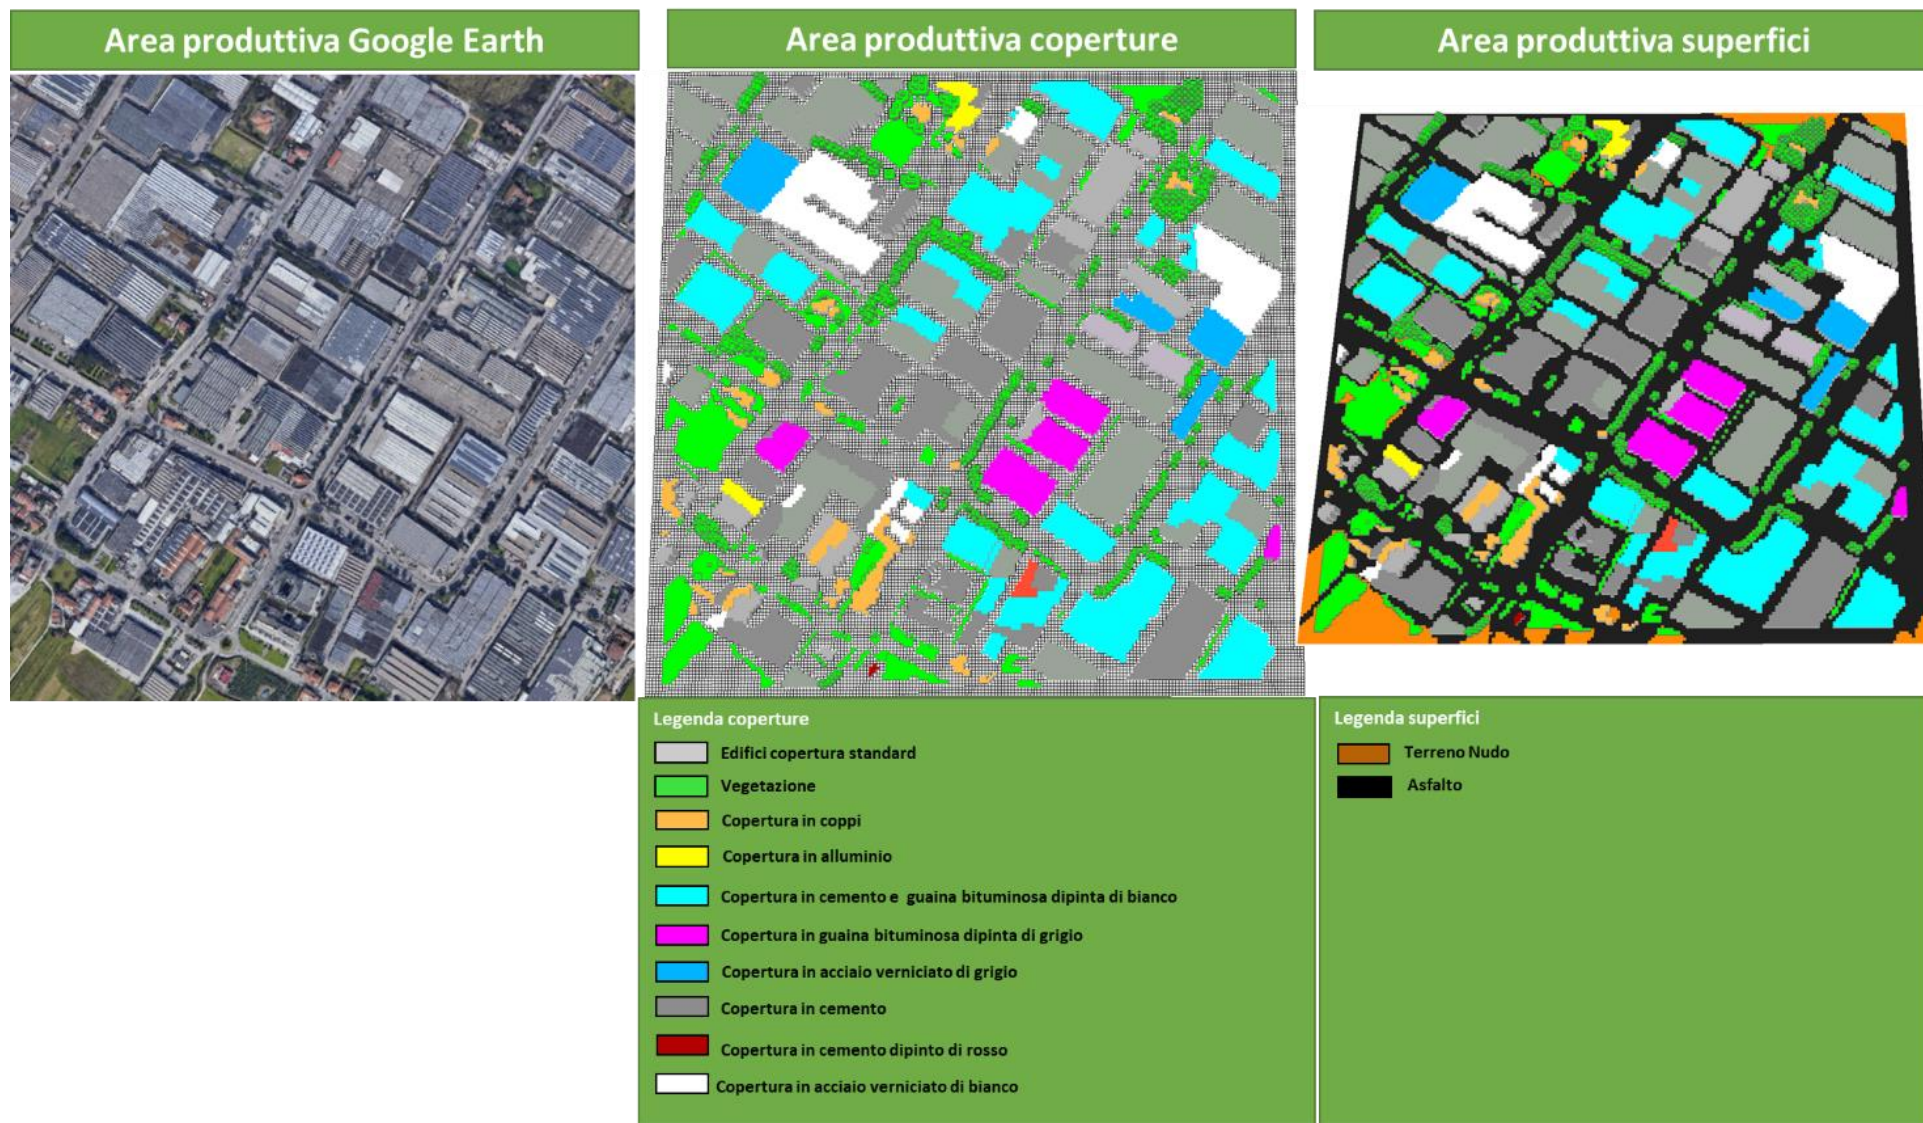 Area produttiva Google Earth
Area produttiva coperture
Area produttiva superfici
Legenda coperture
Edifici copertura standard
Vegetazione
Copertura in coppi
Copertura in alluminio
Copertura in cemento e guaina bituminosa dipinta di bianco
Copertura in guaina bituminosa dipinta di grigio
Copertura in acciaio verniciato di grigio
Copertura in cemento
Copertura in cemento dipinto di rosso
Copertura in acciaio verniciato di bianco
Legenda superfici
Terreno Nudo
Asfalto